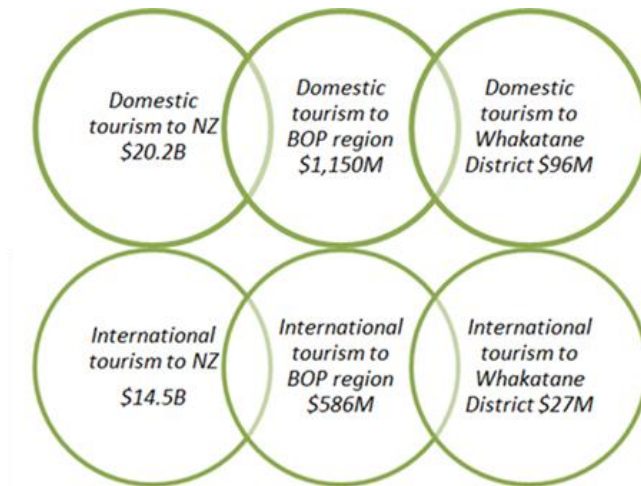 Domestic
tourism to NZ
$20.2B
Domestic
tourism to
BOP region
$1,150M
Domestic
tourism to
Whakatane
District $96M
International
tourism to NZ
$14.5B
International
tourism to
BOP region
$586M
International
tourism to
Whakatane
District $27M